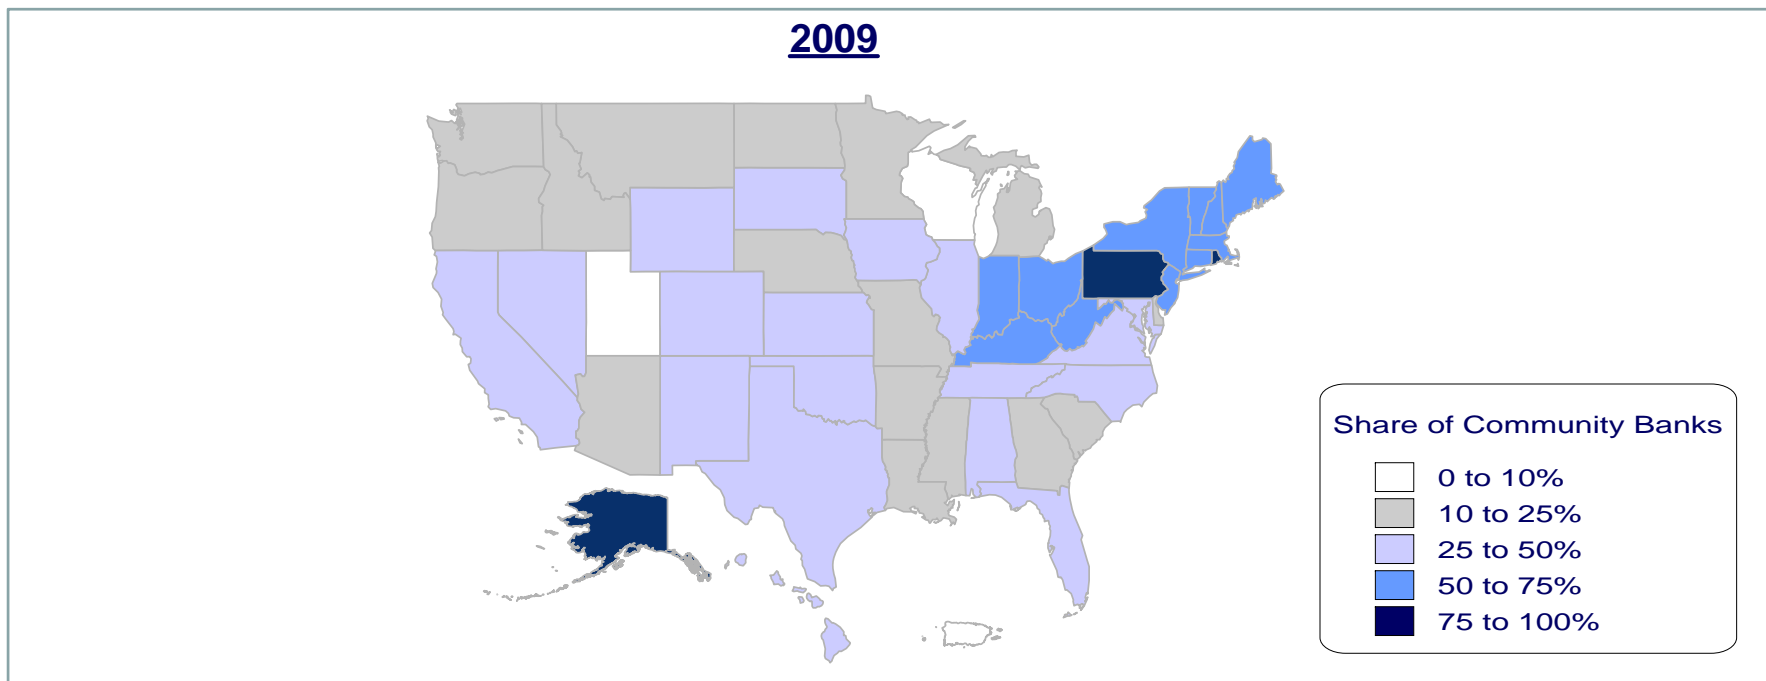 2009
Share of Community Banks
0 to 10%
10 to 25%
25 to 50%
50 to 75%
75 to 100%